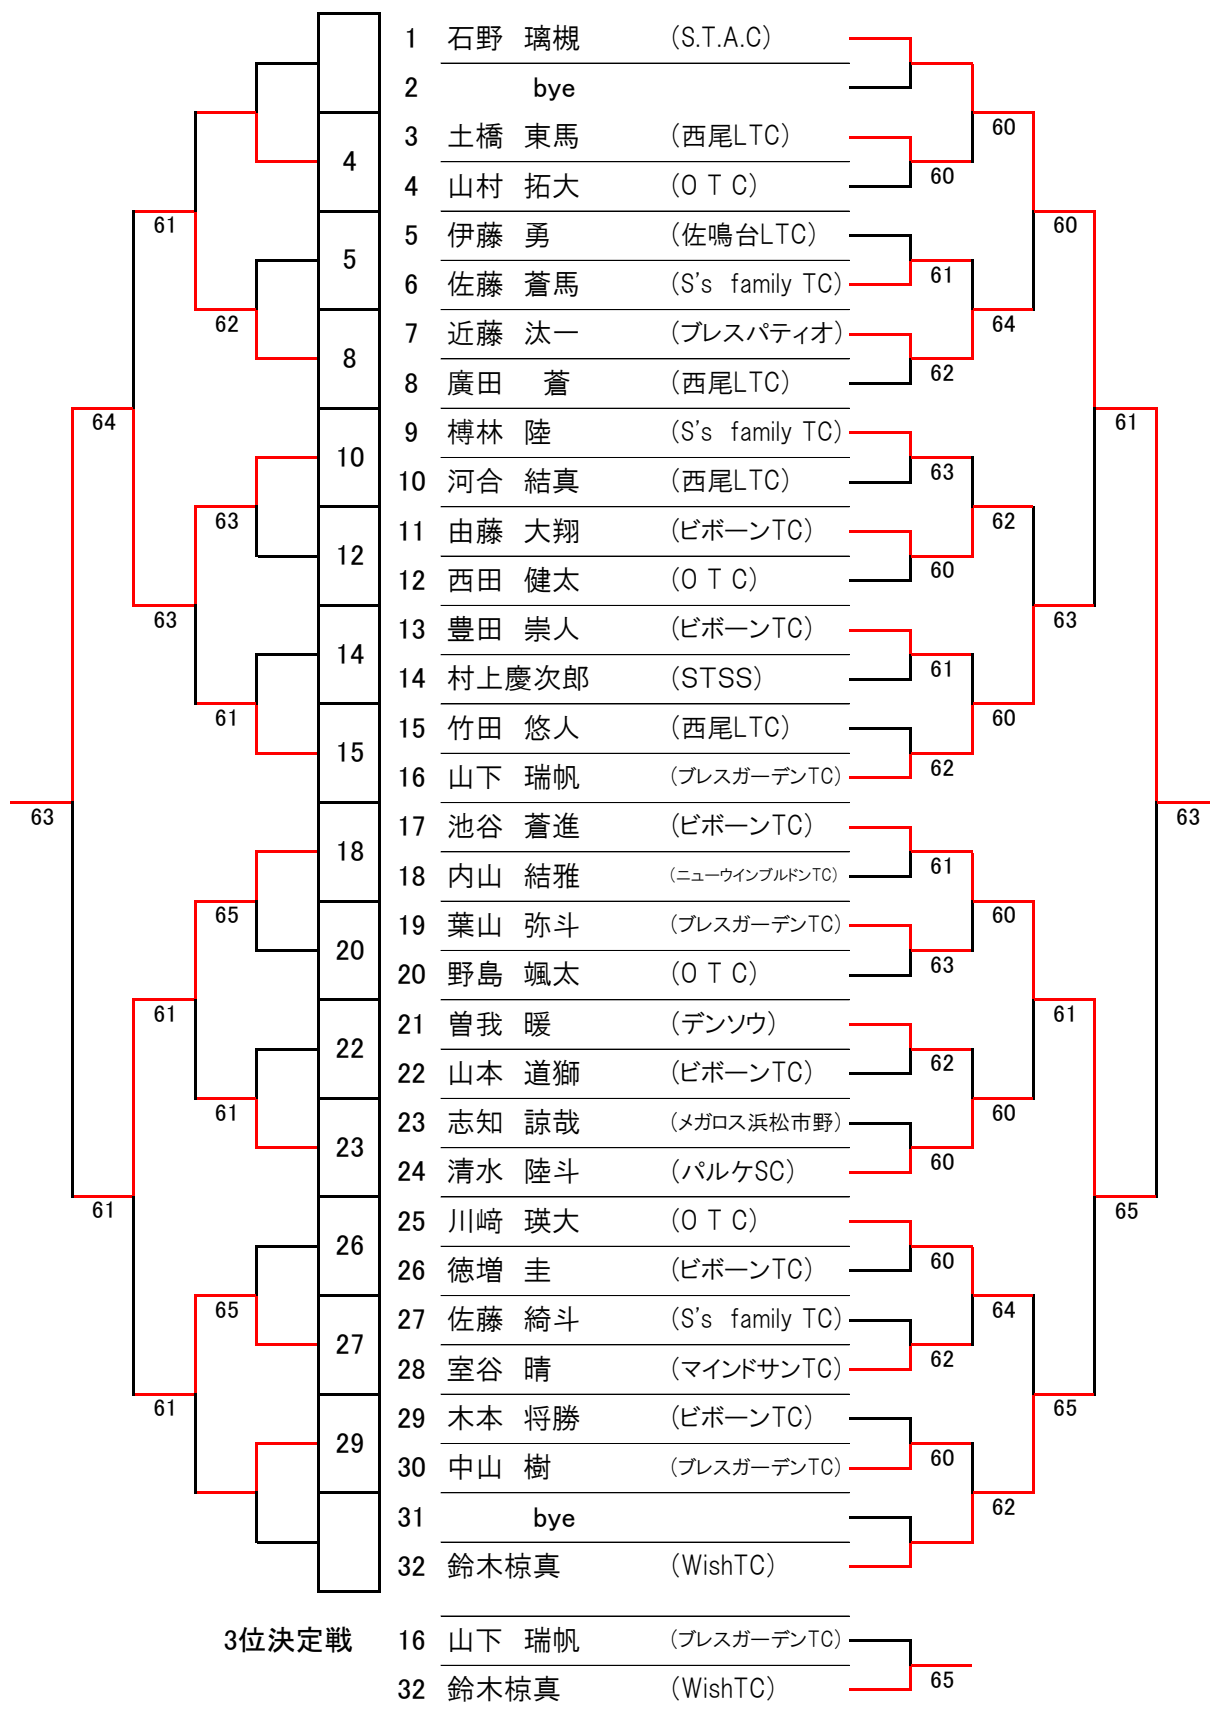 1 石野 璃槻 (S.T.A.C)
2 bye
60
3 土橋 東馬 (西尾LTC)
4
60
4 山村 拓大 (O T C)
61 60
5 伊藤 勇 (佐鳴台LTC)
5
61
6 佐藤 蒼馬 (S's family TC)
62 64
7 近藤 汰一 (ブレスパティオ)
8
62
8 廣田 蒼 (西尾LTC)
64 61
9 榑林 陸 (S's family TC)
10
63
10 河合 結真 (西尾LTC)
63 62
11 由藤 大翔 (ビボーンTC)
12
60
12 西田 健太 (O T C)
63 63
13 豊田 崇人 (ビボーンTC)
14
61
14 村上慶次郎 (STSS)
61 60
15 竹田 悠人 (西尾LTC)
15
62
16 山下 瑞帆 (ブレスガーデンTC)
63 63
17 池谷 蒼進 (ビボーンTC)
18
61
18 内山 結雅 (ニューウインブルドンTC)
65 60
19 葉山 弥斗 (ブレスガーデンTC)
20
63
20 野島 颯太 (O T C)
61 61
21 曽我 暖 (デンソウ)
22
62
22 山本 道獅 (ビボーンTC)
61 60
23 志知 諒哉 (メガロス浜松市野)
23
60
24 清水 陸斗 (パルケSC)
61 65
25 川﨑 瑛大 (O T C)
26
60
26 徳増 圭 (ビボーンTC)
65 64
27 佐藤 綺斗 (S's family TC)
27
62
28 室谷 晴 (マインドサンTC)
61 65
29 木本 将勝 (ビボーンTC)
29
60
30 中山 樹 (ブレスガーデンTC)
62
31 bye
32 鈴木椋真 (WishTC)
3位決定戦 16 山下 瑞帆 (ブレスガーデンTC)
65
32 鈴木椋真 (WishTC)